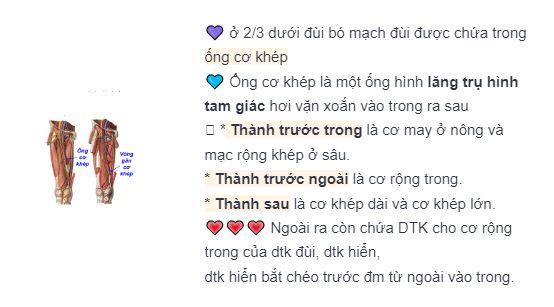 💜 ở 2/3 dưới đùi bó mạch đùi được chứa trong
ống cơ khép
🩵 Ống cơ khép là một ống hình lăng trụ hình
tam giác hơi vặn xoắn vào trong ra sau
* Thành trước trong là cơ may ở nông và
mạc rộng khép ở sâu.
* Thành trước ngoài là cơ rộng trong.
* Thành sau là cơ khép dài và cơ khép lớn.
💗💗💗 Ngoài ra còn chứa DTK cho cơ rộng
trong của dtk đùi, dtk hiển,
dtk hiển bắt chéo trước đm từ ngoài vào trong.
Ống
cơ
khép
Vòng
gân
cơ
khép